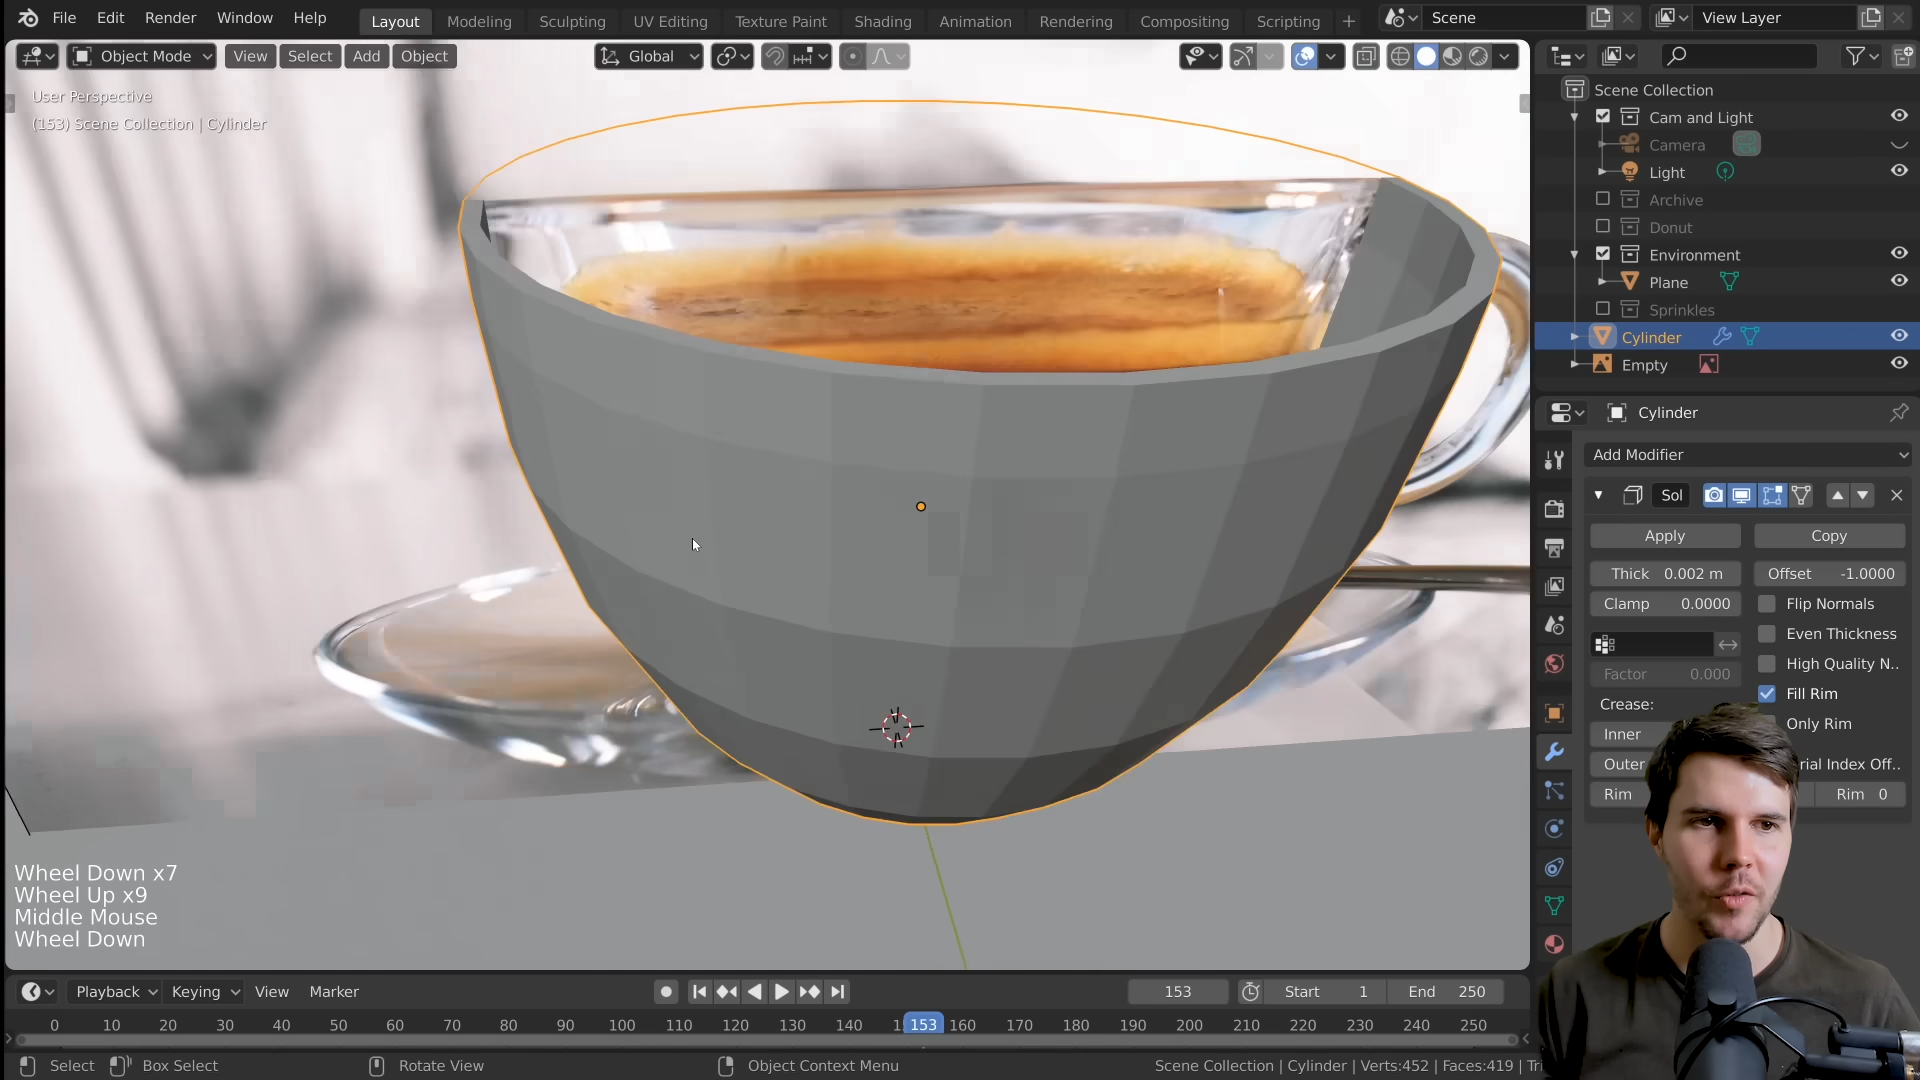 File Edit Render Window Help Layout Modeling Sculpting UV Editing Texture Paint Shading Animation Rendering Compositing Scripting + Scene View Layer
Object Mode View Select Add Object Global
User Perspective
(153) Scene Collection | Cylinder
Scene Collection
Cam and Light
Camera
Light
Archive
Donut
Environment
Plane
Sprinkles
Cylinder
Empty
Cylinder
Add Modifier
Sol
Apply Copy
Thick 0.002 m Offset -1.0000
Clamp 0.0000 Flip Normals
Even Thickness
High Quality N..
Factor 0.000
Fill Rim
Crease:
Only Rim
Inner
Outer rial Index Off..
Rim Rim 0
Wheel Down x7
Wheel Up x9
Middle Mouse
Wheel Down
Playback Keying View Marker 153 Start 1 End 250
0 10 20 30 40 50 60 70 80 90 100 110 120 130 140 153 160 170 180 190 200 210 220 230 240 250
Select Box Select Rotate View Object Context Menu Scene Collection | Cylinder | Verts:452 | Faces:419 | Tri